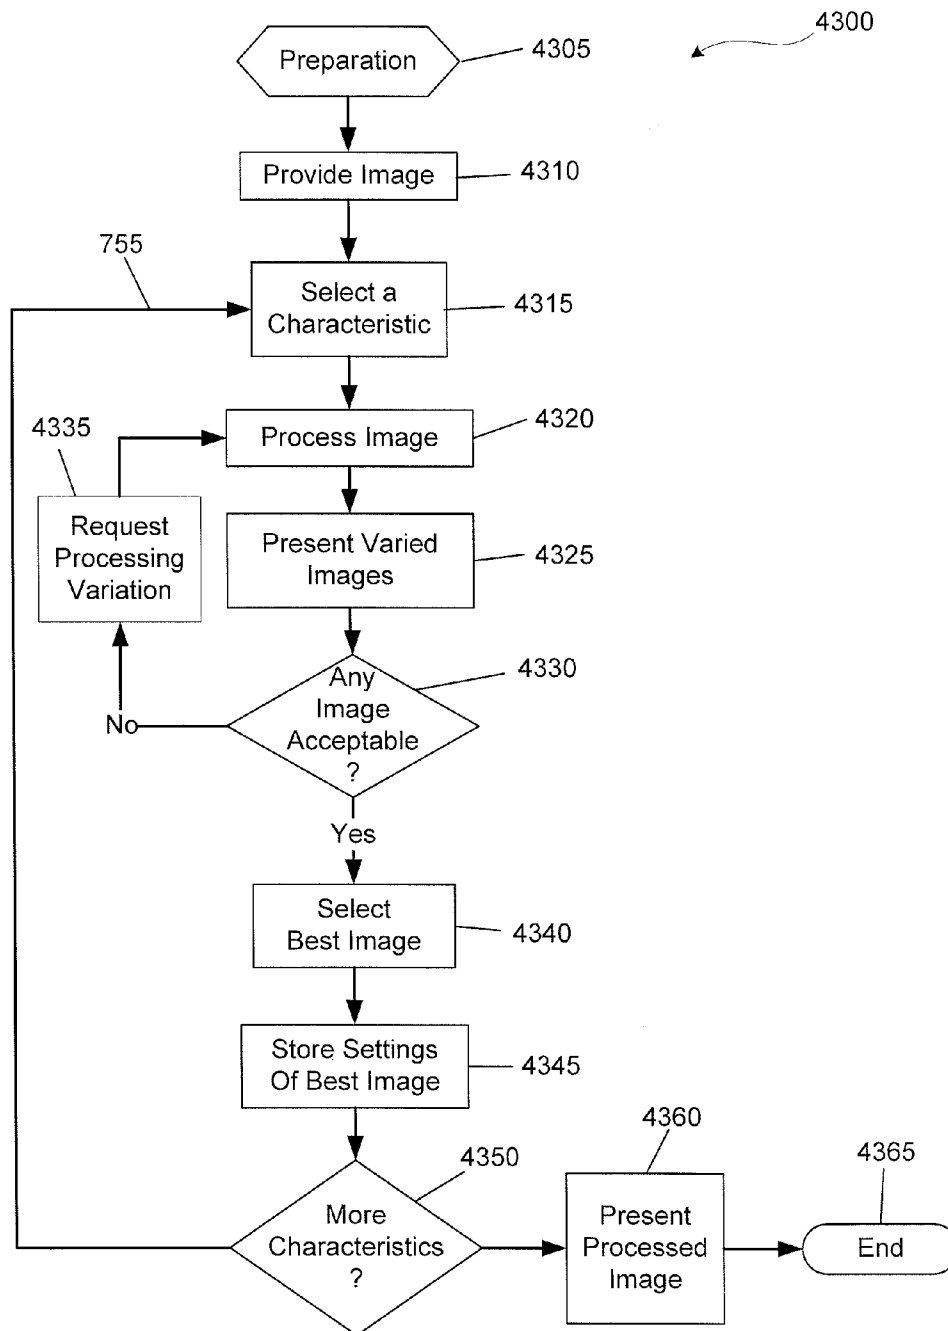 4300
Preparation
4305
Provide Image
4310
755
Select a
Characteristic
4315
4335
Process Image
4320
Request
Processing
Variation
Present Varied
Images
4325
Any
Image
Acceptable
?
4330
No
Yes
Select
Best Image
4340
Store Settings
Of Best Image
4345
4360
4350
4365
More
Characteristics
?
Present
Processed
Image
End